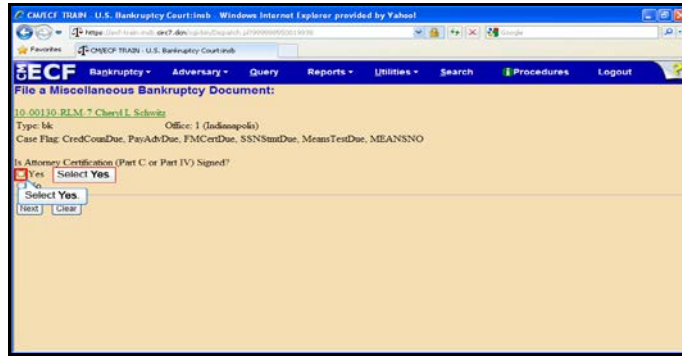 CM/ECF TRAIN - U.S. Bankruptcy Court:insb - Windows Internet Explorer provided by Yahoo!
Google
Favorites CM/ECF TRAIN - U.S. Bankruptcy Court:insb
ECF Bankruptcy Adversary Query Reports Utilities Search Procedures Logout
File a Miscellaneous Bankruptcy Document:
10-00130-RLM-7 Cheryl L Schwitz
Type: bk Office: 1 (Indianapolis)
Case Flag: CredCounDue, PayAdvDue, FMCertDue, SSNStmtDue, MeansTestDue, MEANSNO
Is Attorney Certification (Part C or Part IV) Signed?
Yes Select Yes.
Select Yes.
Next Clear